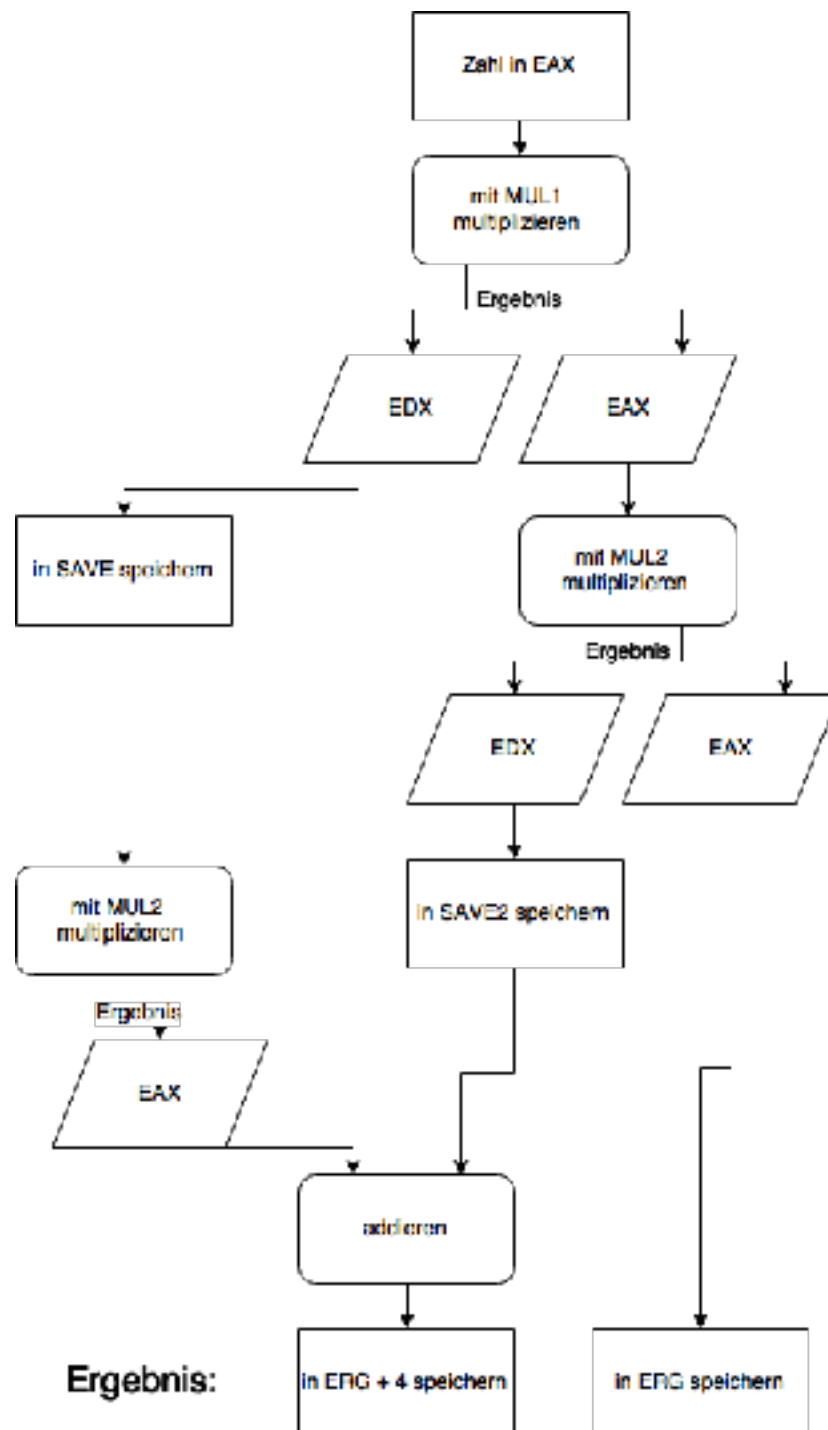 Zahl in EAX
mit MUL1
multiplizieren
Ergebnis
EDX
EAX
in SAVE speichern
mit MUL2
multiplizieren
Ergebnis
EDX
EAX
mit MUL2
multiplizieren
in SAVE2 speichern
Ergebnis
EAX
addieren
Ergebnis:
in ERG + 4 speichern
in ERG speichern